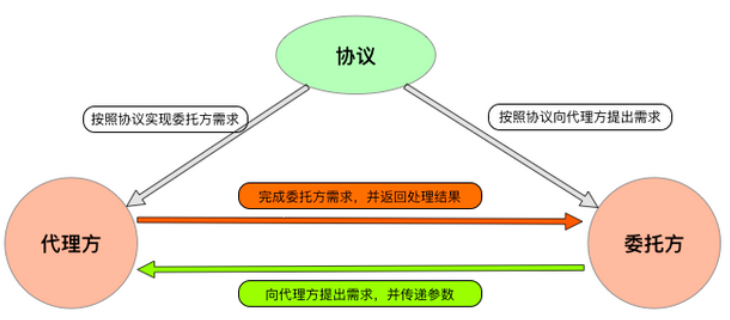 协议
按照协议实现委托方需求
按照协议向代理方提出需求
完成委托方需求，并返回处理结果
代理方
委托方
向代理方提出需求，并传递参数